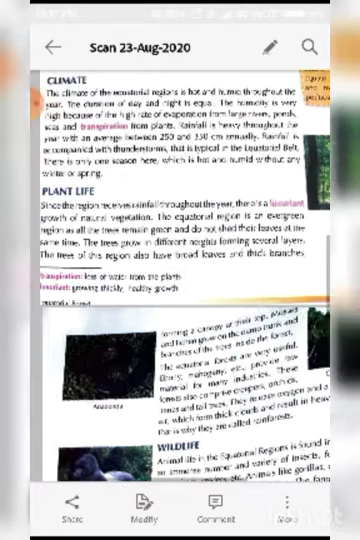 Scan 23-Aug-2020
CLIMATE
The climate of the equatorial regions is hot and humid throughout the
year. The duration of day and night is equal. The humidity is very
high because of the high rate of evaporation from large rivers, ponds,
seas and transpiration from plants. Rainfall is heavy throughout the
year with an average between 250 and 350 cm annually. Rainfall is
accompanied with thunderstorms, that is typical in the Equatorial Belt.
There is only one season here, which is hot and humid without any
winter or spring.
PLANT LIFE
Since the region receives rainfall throughout the year, there is a luxuriant
growth of natural vegetation. The equatorial region is an evergreen
region as all the trees remain green and do not shed their leaves at the
same time. The trees grow in different heights forming several layers.
The trees of this region also have broad leaves and thick branches,
transpiration: loss of water from the plants
luxuriant: growing thickly, healthy growth
forming a canopy at their top.
and branches of the trees
The equatorial forests are very useful.
Ebony, mahogany, etc., provide raw
material for many industries. These
forests also comprise creepers, orchids,
and tall trees. They release oxygen and
air, which form thick clouds and result in heavy
that is why they are called rainforests.
Anaconda
WILDLIFE
Animal life in the Equatorial Regions is found in
an immense number and variety of insects,
etc. Animals like gorillas,
Share
Modify
Comment
More